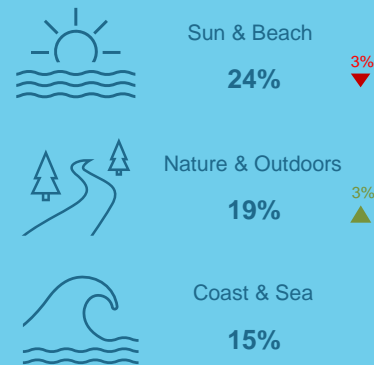 Sun & Beach
24%
3%
Nature & Outdoors
19%
3%
Coast & Sea
15%